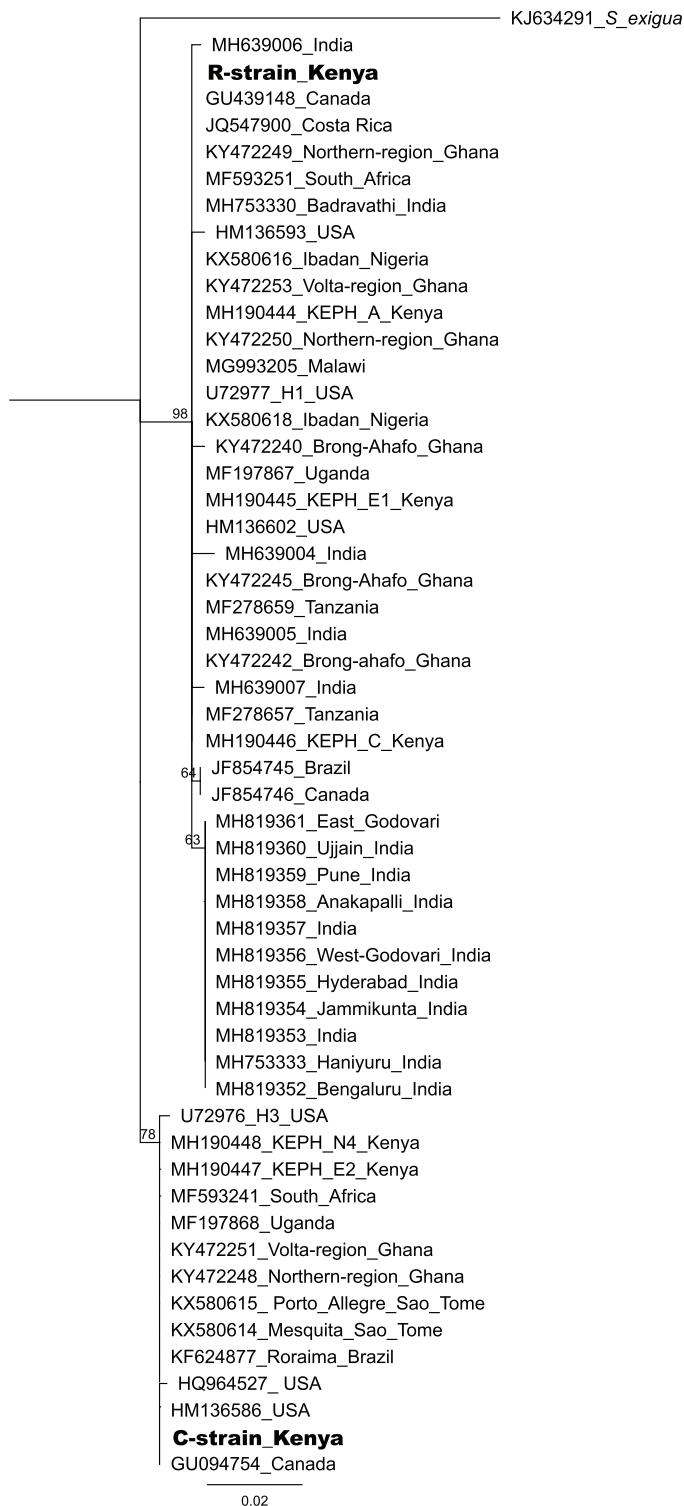 KJ634291_S_exigua
MH639006_India
R-strain_Kenya
GU439148_Canada
JQ547900_Costa Rica
KY472249_Northern-region_Ghana
MF593251_South_Africa
MH753330_Badravathi_India
HM136593_USA
KX580616_Ibadan_Nigeria
KY472253_Volta-region_Ghana
MH190444_KEPH_A_Kenya
KY472250_Northern-region_Ghana
MG993205_Malawi
U72977_H1_USA
98
KX580618_Ibadan_Nigeria
KY472240_Brong-Ahafo_Ghana
MF197867_Uganda
MH190445_KEPH_E1_Kenya
HM136602_USA
MH639004_India
KY472245_Brong-Ahafo_Ghana
MF278659_Tanzania
MH639005_India
KY472242_Brong-ahafo_Ghana
MH639007_India
MF278657_Tanzania
MH190446_KEPH_C_Kenya
64
JF854745_Brazil
JF854746_Canada
MH819361_East_Godovari
63
MH819360_Ujjain_India
MH819359_Pune_India
MH819358_Anakapalli_India
MH819357_India
MH819356_West-Godovari_India
MH819355_Hyderabad_India
MH819354_Jammikunta_India
MH819353_India
MH753333_Haniyuru_India
MH819352_Bengaluru_India
U72976_H3_USA
78
MH190448_KEPH_N4_Kenya
MH190447_KEPH_E2_Kenya
MF593241_South_Africa
MF197868_Uganda
KY472251_Volta-region_Ghana
KY472248_Northern-region_Ghana
KX580615_ Porto_Allegre_Sao_Tome
KX580614_Mesquita_Sao_Tome
KF624877_Roraima_Brazil
HQ964527_ USA
HM136586_USA
C-strain_Kenya
GU094754_Canada
0.02